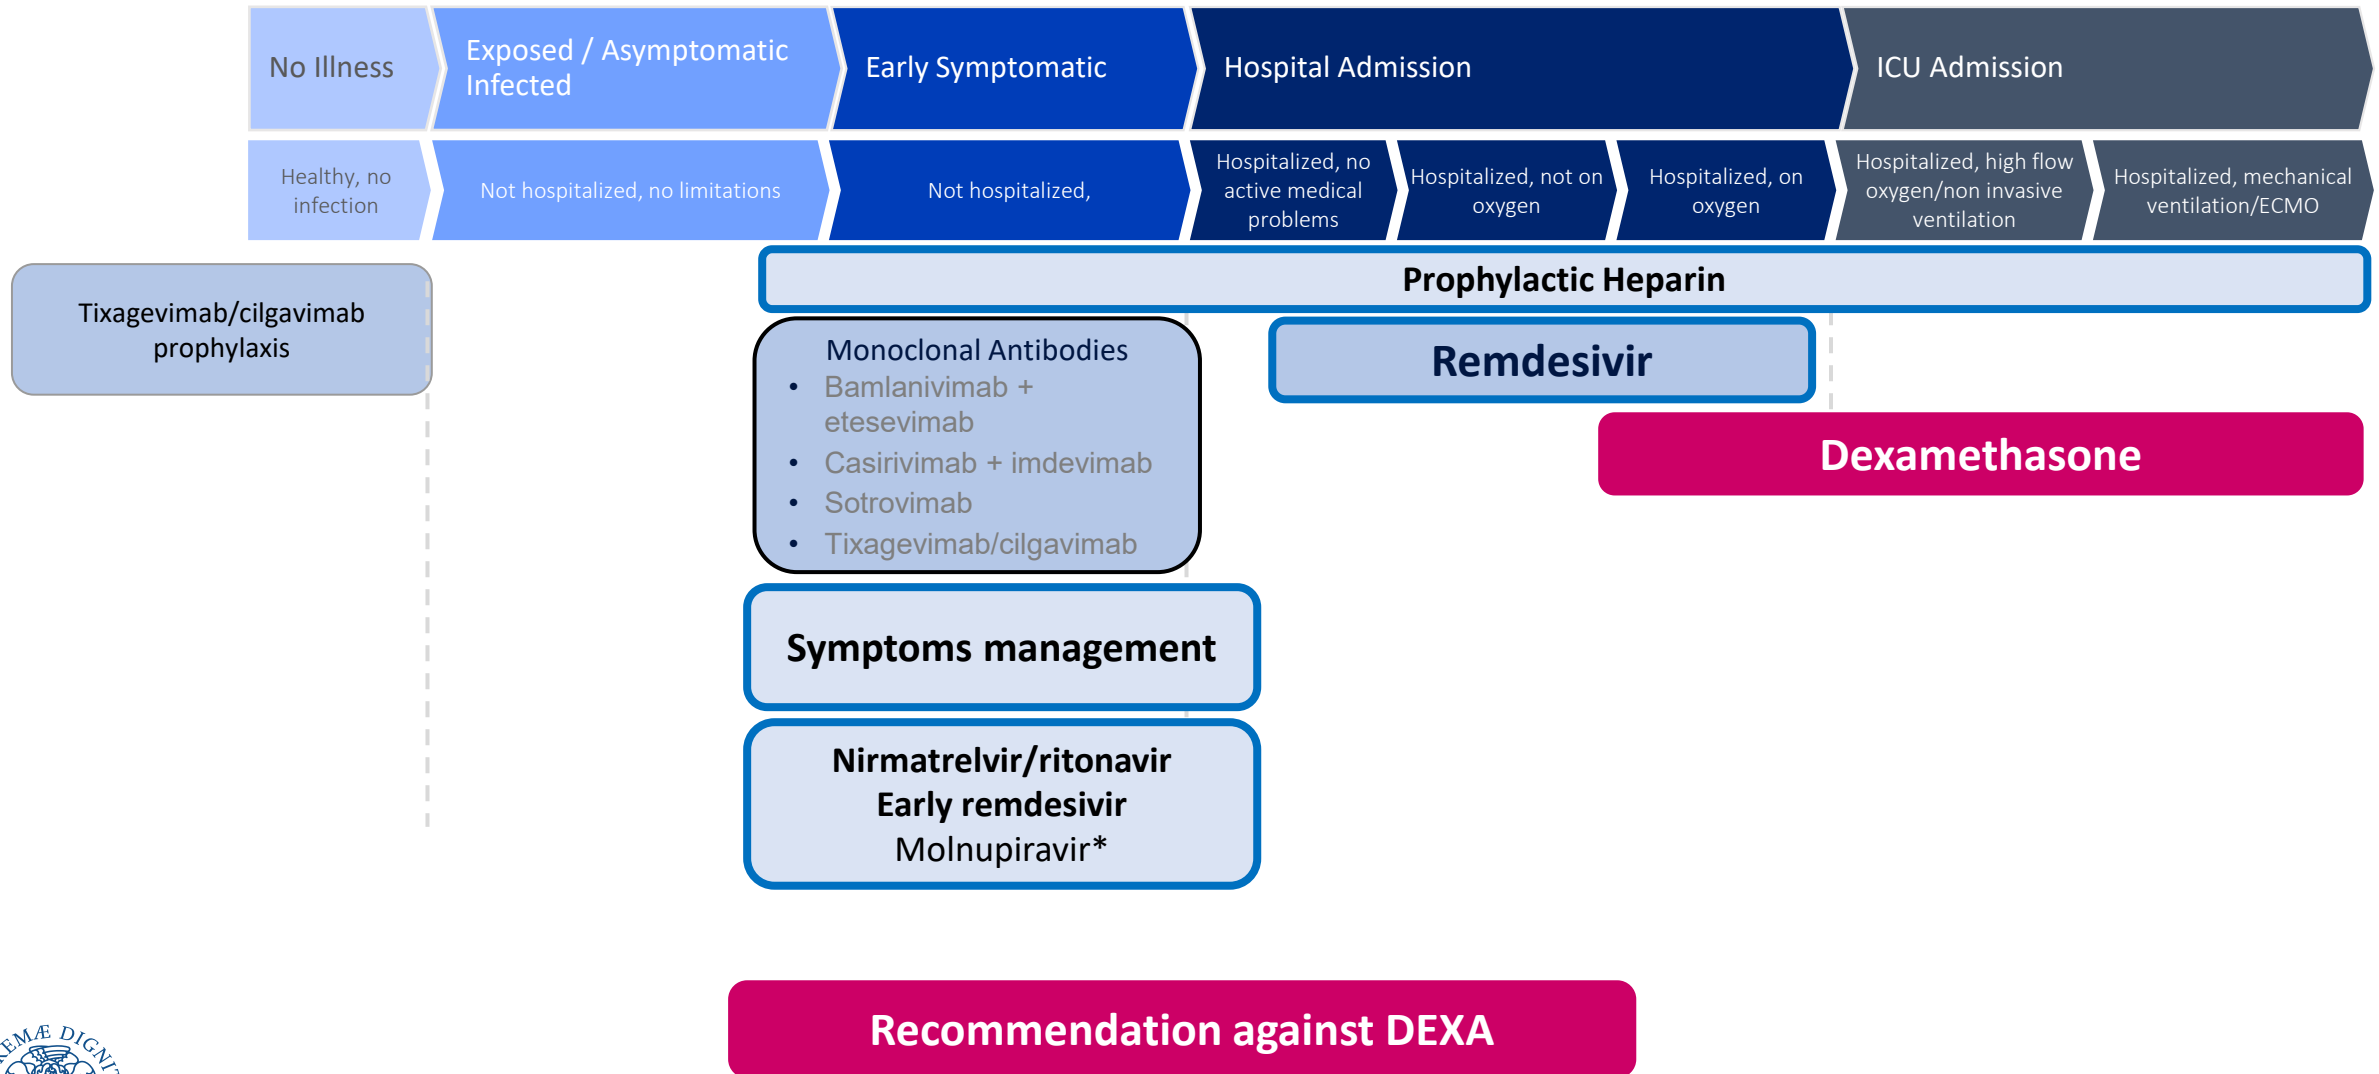 No Illness
Exposed / Asymptomatic
Infected
Early Symptomatic
Hospital Admission
ICU Admission
Healthy, no
infection
Not hospitalized, no limitations
Not hospitalized,
Hospitalized, no
active medical
problems
Hospitalized, not on
oxygen
Hospitalized, on
oxygen
Hospitalized, high flow
oxygen/non invasive
ventilation
Hospitalized, mechanical
ventilation/ECMO
Prophylactic Heparin
Tixagevimab/cilgavimab
prophylaxis
Monoclonal Antibodies
• Bamlanivimab +
etesevimab
• Casirivimab + imdevimab
• Sotrovimab
• Tixagevimab/cilgavimab
Remdesivir
Dexamethasone
Symptoms management
Nirmatrelvir/ritonavir
Early remdesivir
Molnupiravir*
Recommendation against DEXA